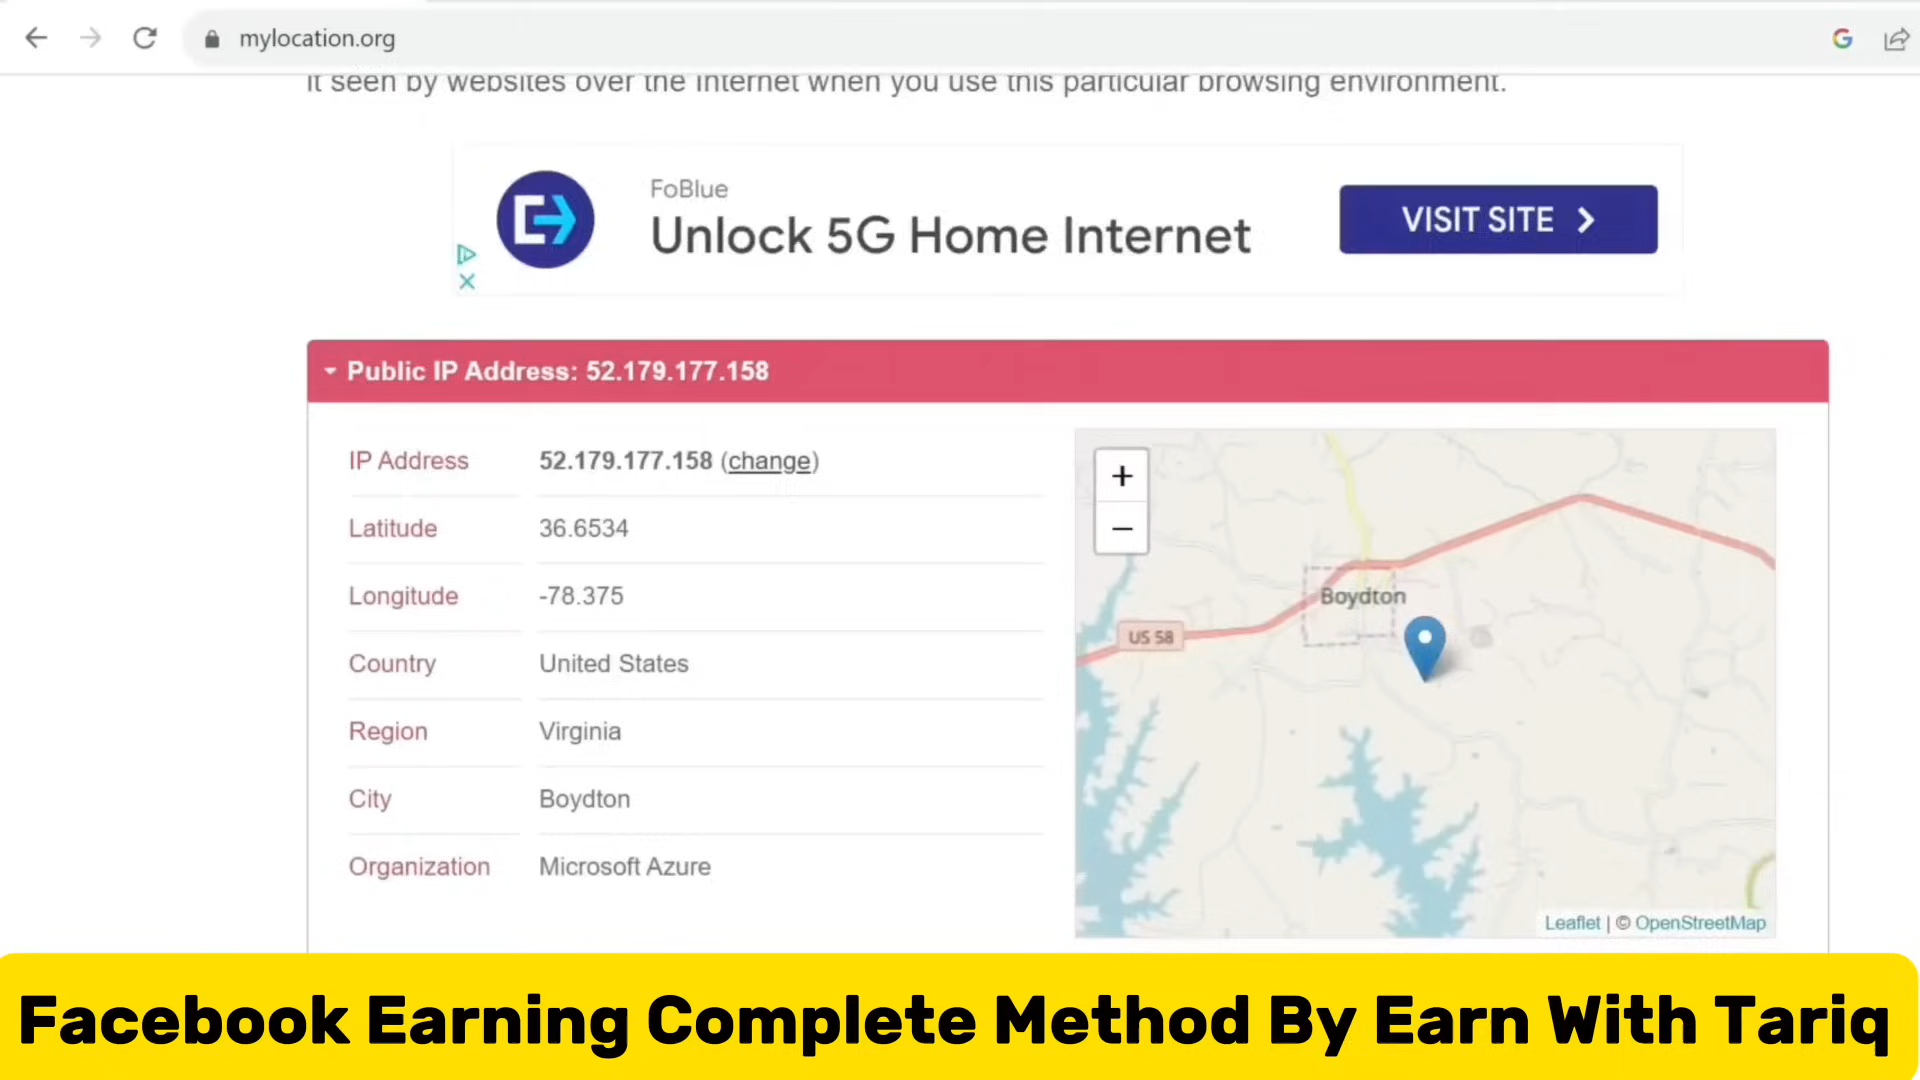 mylocation.org
it seen by websites over the Internet when you use this particular browsing environment.
FoBlue
Unlock 5G Home Internet
VISIT SITE
Public IP Address: 52.179.177.158
IP Address 52.179.177.158 (change)
Latitude 36.6534
Longitude -78.375
Country United States
Region Virginia
City Boydton
Organization Microsoft Azure
+
−
Boydton
US 58
Leaflet | © OpenStreetMap
Facebook Earning Complete Method By Earn With Tariq